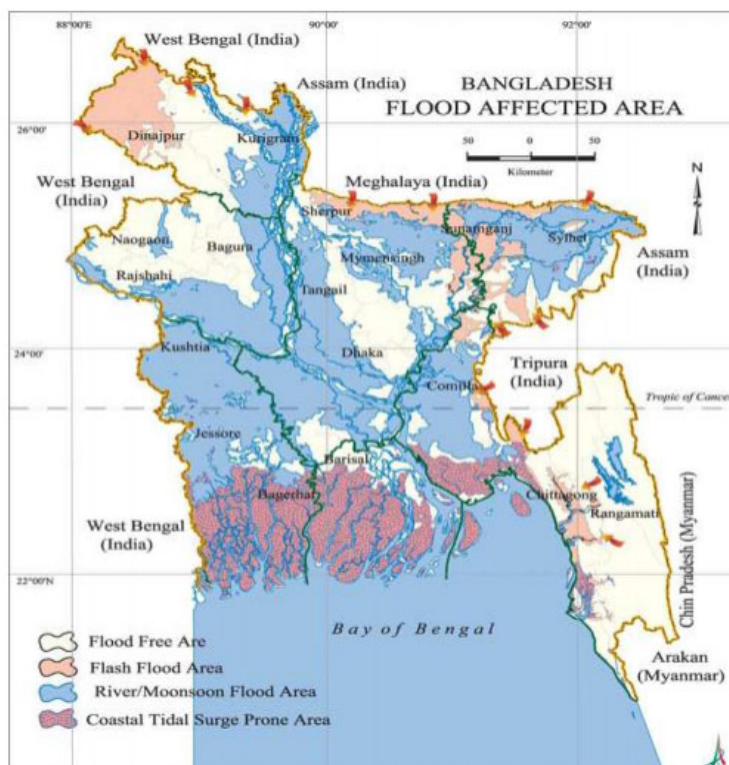 88°00'E
90°00'
92°00'
West Bengal (India)
Assam (India)
BANGLADESH
FLOOD AFFECTED AREA
26°00'
Dinajpur
Kurigram
50 0 50
Kilometer
N
West Bengal
(India)
Meghalaya (India)
Sherpur
Sunamganj
Naogaon
Bagura
Mymensingh
Sylhet
Assam
(India)
Rajshahi
Tangail
24°00'
Kushtia
Dhaka
Tripura
(India)
Comilla
Tropic of Cance
Jessore
Barisal
Bagerhat
Chittagong
Rangamati
West Bengal
(India)
Chin Pradesh (Myanmar)
22°00'N
Bay of Bengal
Flood Free Are
Flash Flood Area
River/Moonsoon Flood Area
Coastal Tidal Surge Prone Area
Arakan
(Myanmar)